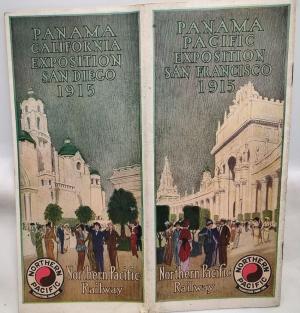 PANAMA
CALIFORNIA
EXPOSITION
SAN DIEGO
1915
Northern Pacific
Railway
NORTHERN
PACIFIC
PANAMA
PACIFIC
EXPOSITION
SAN FRANCISCO
1915
Northern Pacific
Railway
NORTHERN
PACIFIC